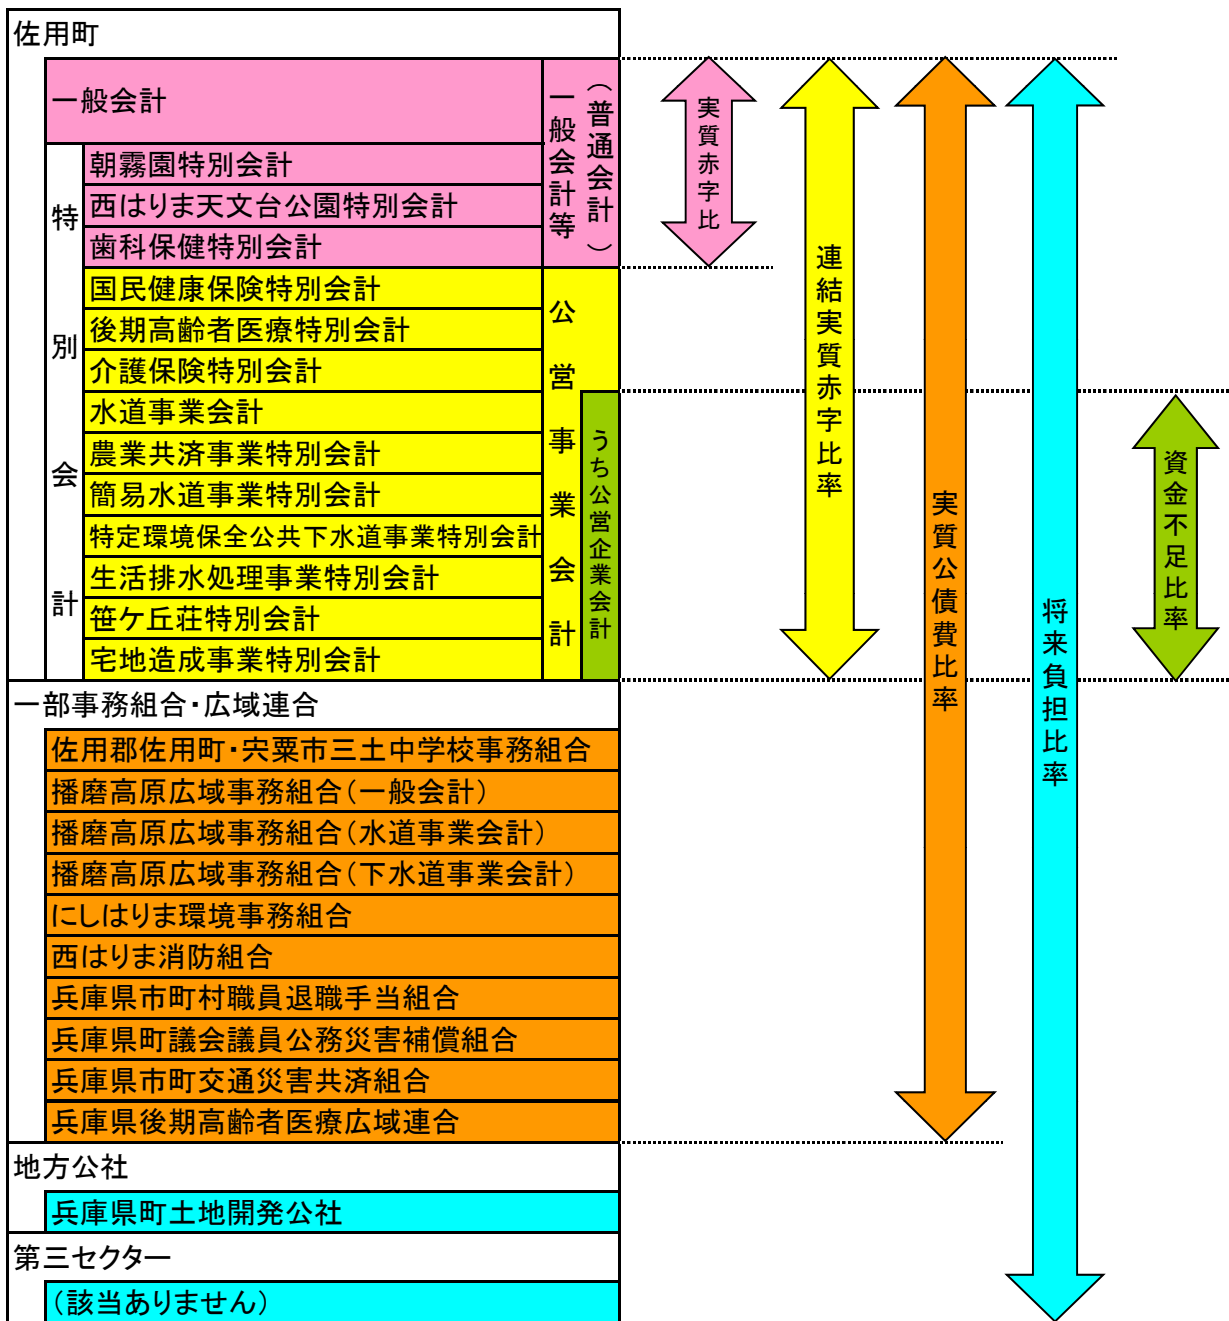 佐用町
一般会計
一般会計等
（普通会計）
特別会計
朝霧園特別会計
西はりま天文台公園特別会計
歯科保健特別会計
国民健康保険特別会計
後期高齢者医療特別会計
介護保険特別会計
水道事業会計
農業共済事業特別会計
簡易水道事業特別会計
特定環境保全公共下水道事業特別会計
生活排水処理事業特別会計
笹ケ丘荘特別会計
宅地造成事業特別会計
公営事業会計
うち公営企業会計
一部事務組合・広域連合
佐用郡佐用町・宍粟市三土中学校事務組合
播磨高原広域事務組合（一般会計）
播磨高原広域事務組合（水道事業会計）
播磨高原広域事務組合（下水道事業会計）
にしはりま環境事務組合
西はりま消防組合
兵庫県市町村職員退職手当組合
兵庫県町議会議員公務災害補償組合
兵庫県市町交通災害共済組合
兵庫県後期高齢者医療広域連合
地方公社
兵庫県町土地開発公社
第三セクター
（該当ありません）
実質赤字比
連結実質赤字比率
実質公債費比率
将来負担比率
資金不足比率